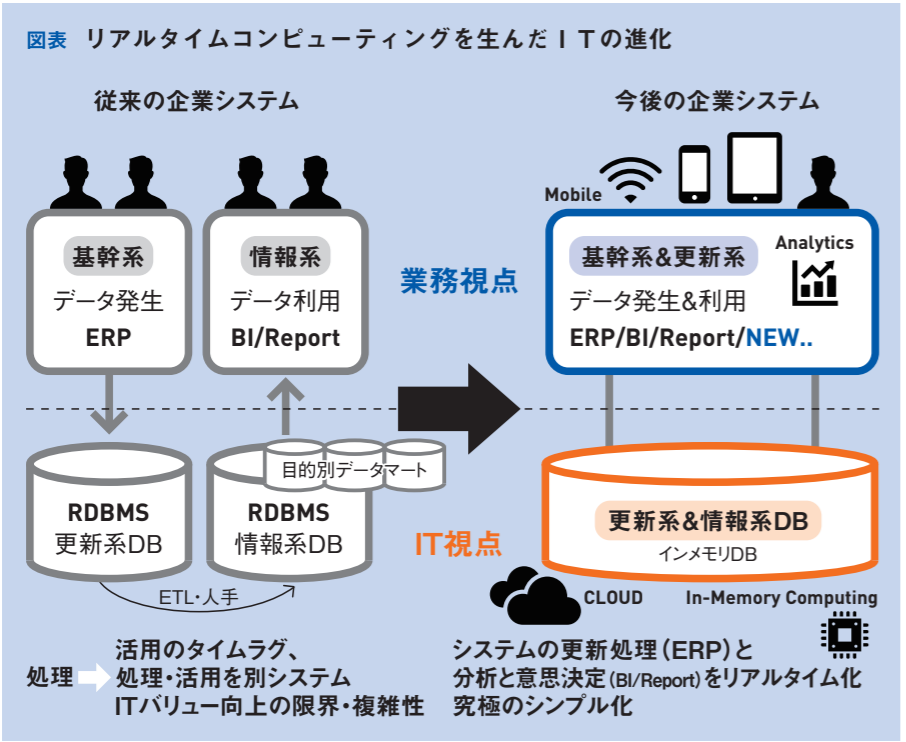 図表 リアルタイムコンピューティングを生んだITの進化
従来の企業システム
今後の企業システム
基幹系
データ発生
ERP
情報系
データ利用
BI/Report
業務視点
Mobile
基幹系&更新系
Analytics
データ発生&利用
ERP/BI/Report/NEW..
目的別データマート
RDBMS
更新系DB
RDBMS
情報系DB
ETL・人手
IT視点
更新系&情報系DB
インメモリDB
CLOUD
In-Memory Computing
処理
活用のタイムラグ、
処理・活用を別システム
ITバリュー向上の限界・複雑性
システムの更新処理(ERP)と
分析と意思決定(BI/Report)をリアルタイム化
究極のシンプル化